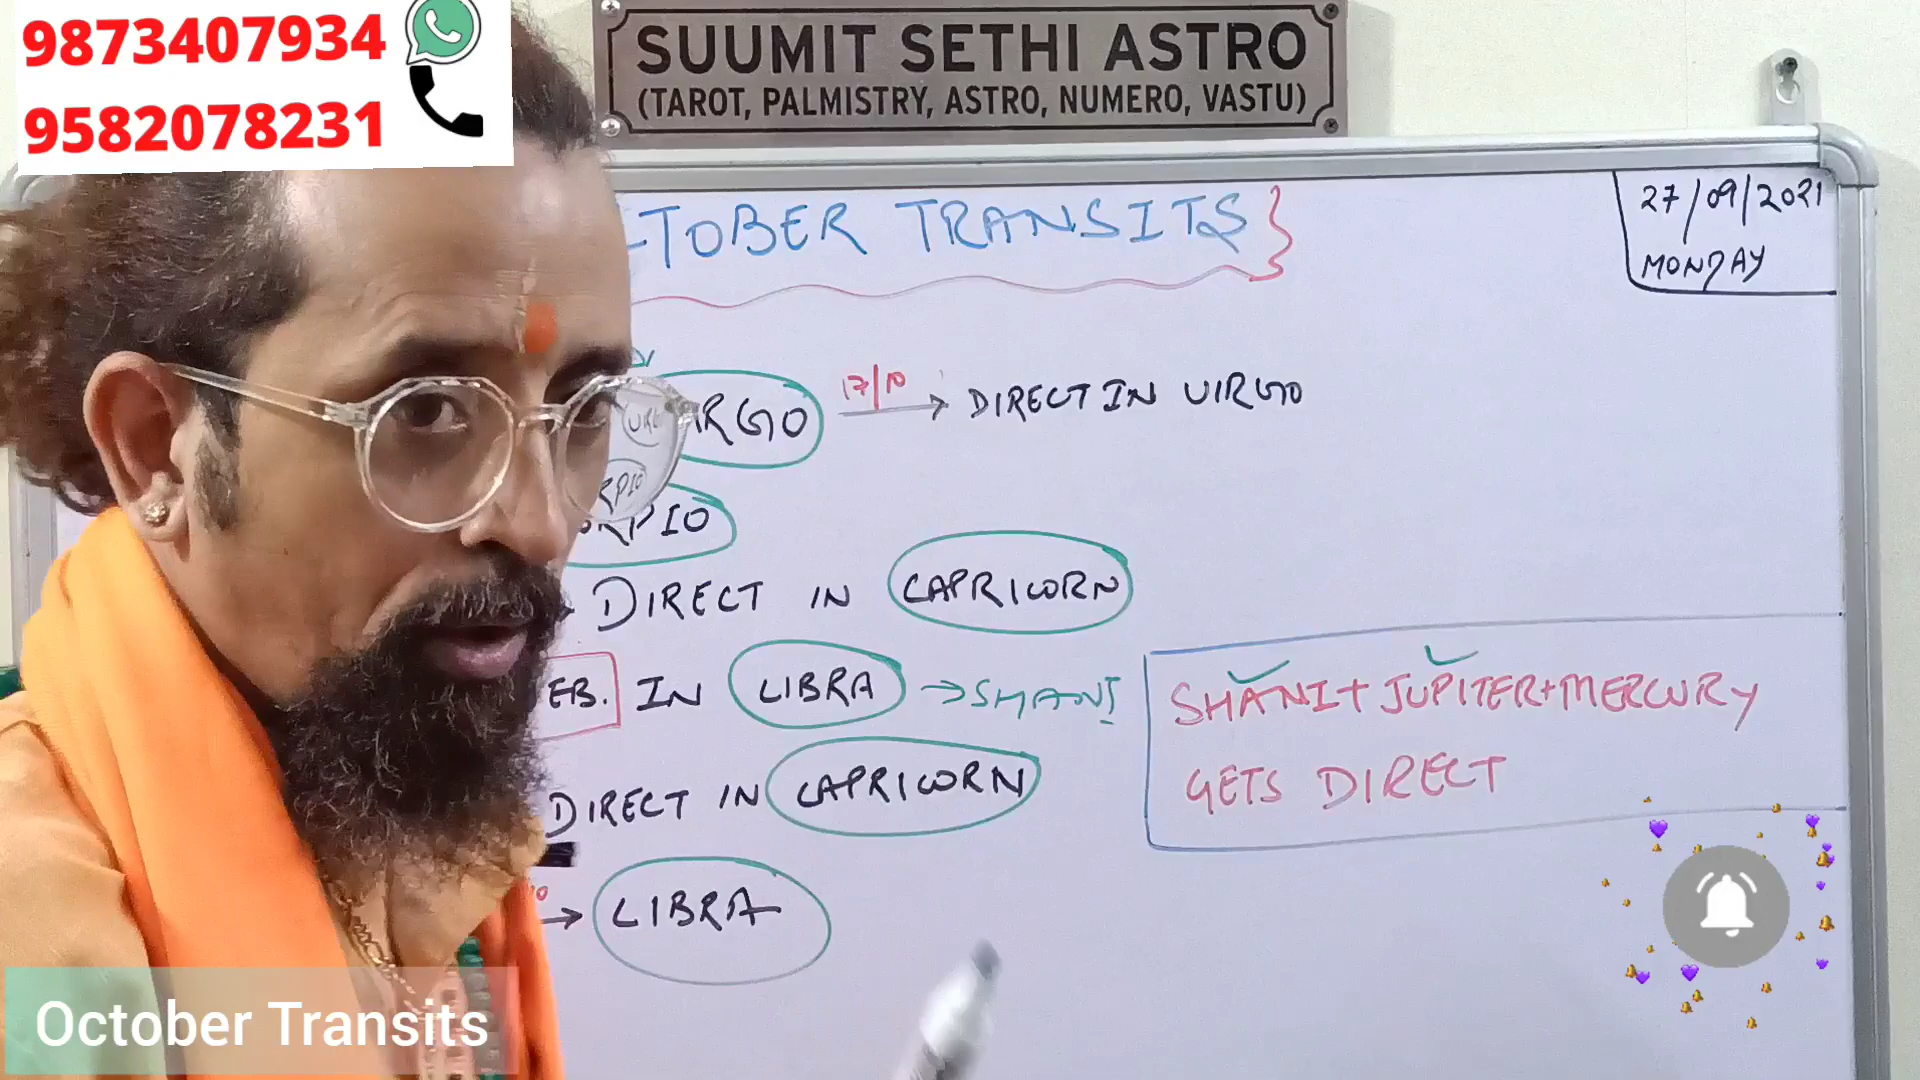 9873407934
9582078231
SUUMIT SETHI ASTRO
(TAROT, PALMISTRY, ASTRO, NUMERO, VASTU)
27/09/2021
MONDAY
TOBER TRANSITS}
RGO 17/10 → DIRECT IN VIRGO
RPIO
DIRECT IN CAPRICORN
EB. IN LIBRA → SHANI
DIRECT IN CAPRICORN
→ LIBRA
SHANI+JUPITER+MERCURY
GETS DIRECT
October Transits